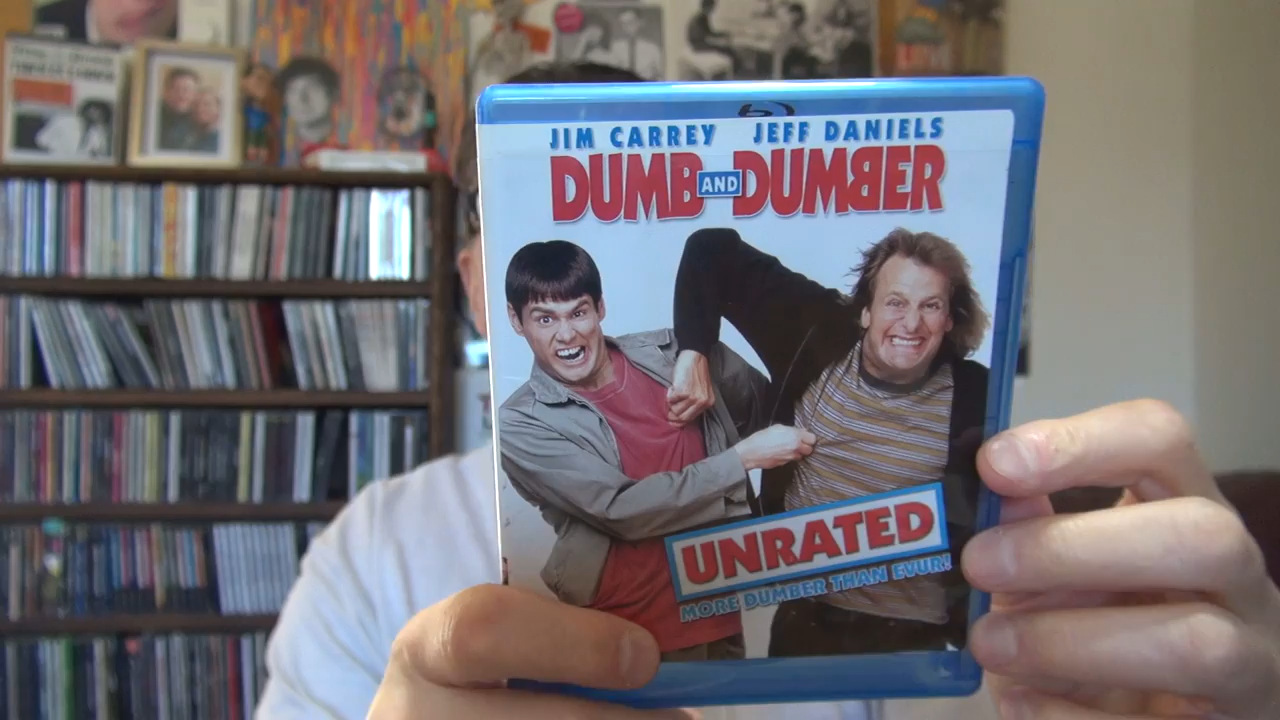 JIM CARREY JEFF DANIELS
DUMB AND DUMBER
UNRATED
MORE DUMBER THAN EVUR!